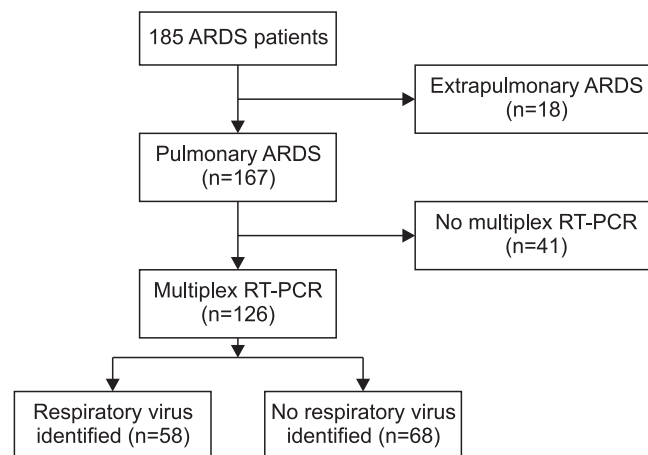 185 ARDS patients
Extrapulmonary ARDS
(n=18)
Pulmonary ARDS
(n=167)
No multiplex RT-PCR
(n=41)
Multiplex RT-PCR
(n=126)
Respiratory virus
identified (n=58)
No respiratory virus
identified (n=68)